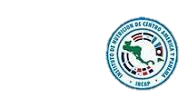 INSTITUTO DE NUTRICION DE CENTRO AMERICA Y PANAMA
INCAP